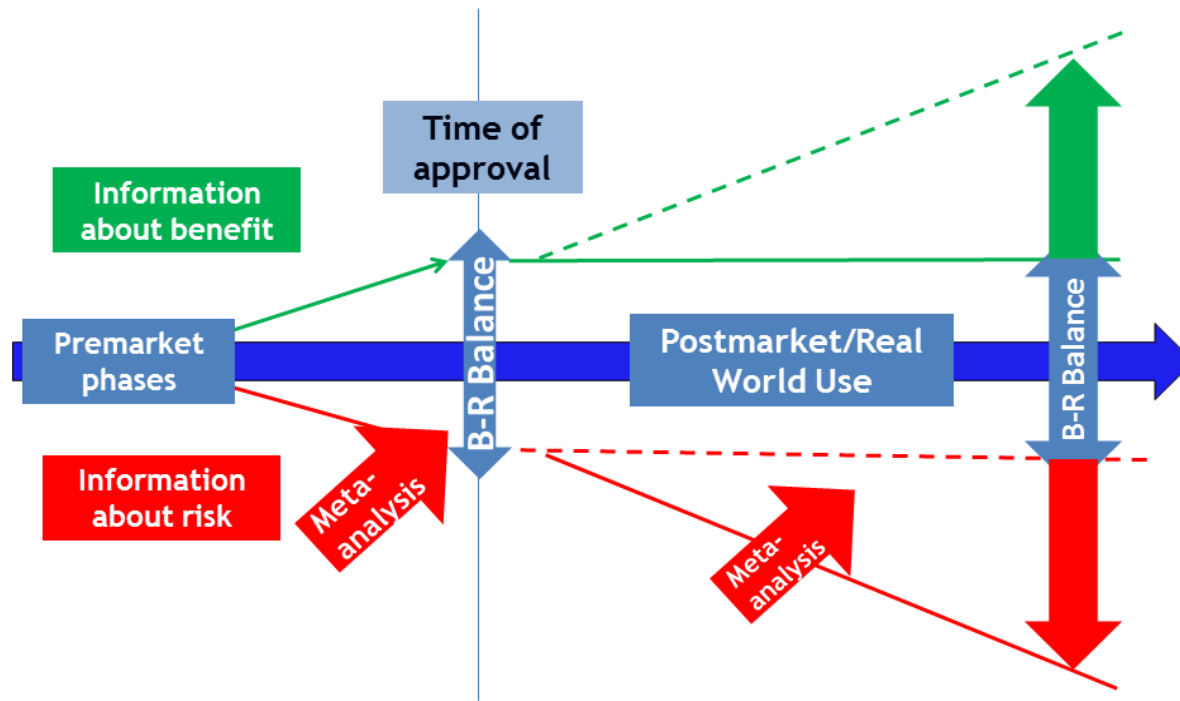 Time of
approval
Information
about benefit
B-R Balance
B-R Balance
Premarket
phases
Postmarket/Real
World Use
Information
about risk
Meta-
analysis
Meta-
analysis